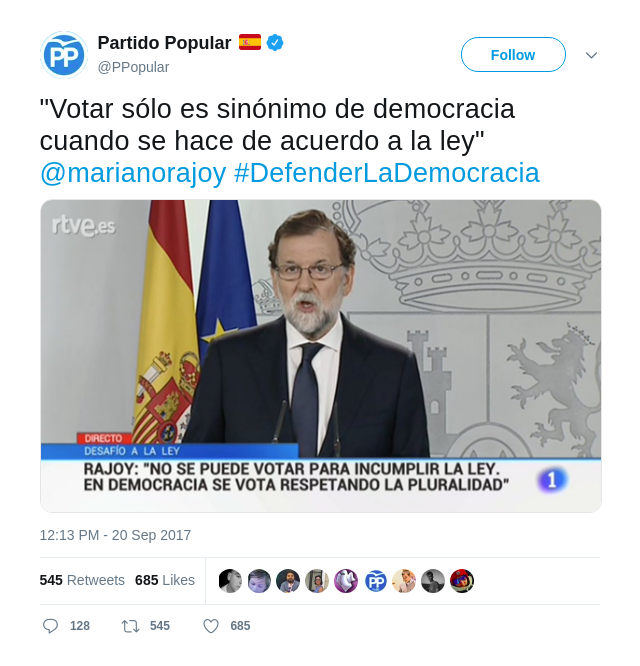 Partido Popular
@PPopular
Follow
"Votar sólo es sinónimo de democracia
cuando se hace de acuerdo a la ley"
@marianorajoy #DefenderLaDemocracia
rtve.es
DIRECTO
DESAFÍO A LA LEY
RAJOY: "NO SE PUEDE VOTAR PARA INCUMPLIR LA LEY.
EN DEMOCRACIA SE VOTA RESPETANDO LA PLURALIDAD"
1
12:13 PM - 20 Sep 2017
545 Retweets 685 Likes
128 545 685
PP
PP